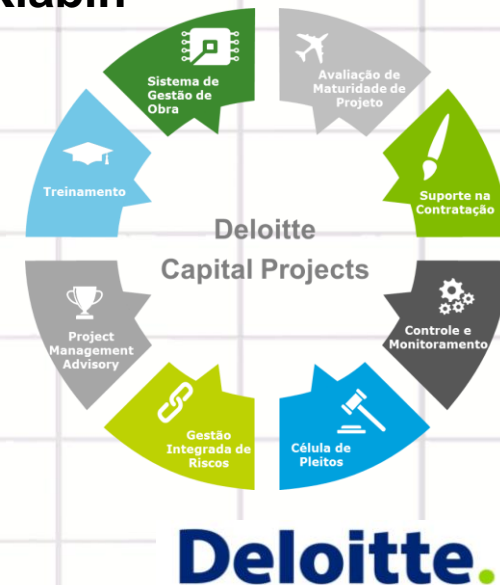 Klabin
Sistema de
Gestão de
Obra
Avaliação de
Maturidade de
Projeto
Treinamento
Suporte na
Contratação
Deloitte
Capital Projects
Project
Management
Advisory
Controle e
Monitoramento
Gestão
Integrada de
Riscos
Célula de
Pleitos
Deloitte.